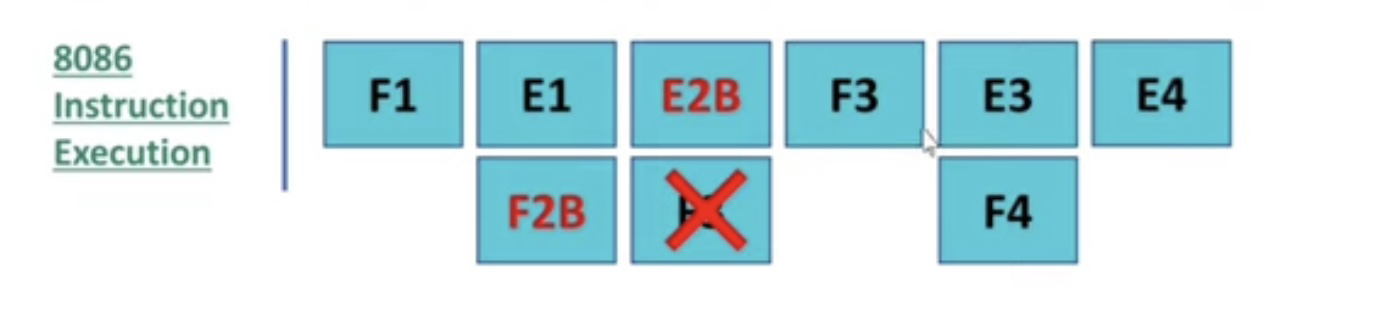 8086
Instruction
Execution
F1 E1 E2B F3 E3 E4
F2B F4